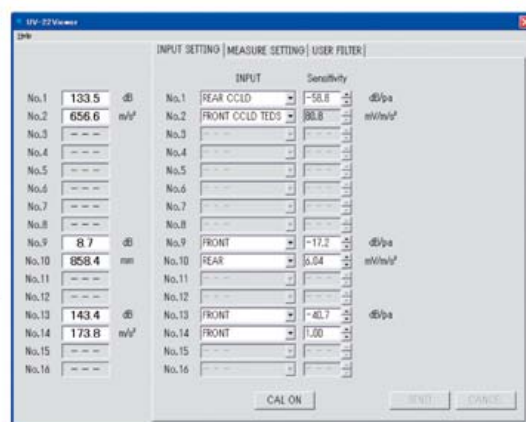 UV-22Viewer
Help
INPUT SETTING MEASURE SETTING USER FILTER
INPUT Sensitivity
No.1 133.5 dB No.1 REAR CCLD -58.8 dB/pa
No.2 656.6 m/s² No.2 FRONT CCLD TEDS 80.8 mV/m/s²
No.3 --- No.3 --- ---
No.4 --- No.4 --- ---
No.5 --- No.5 --- ---
No.6 --- No.6 --- ---
No.7 --- No.7 --- ---
No.8 --- No.8 --- ---
No.9 8.7 dB No.9 FRONT -17.2 dB/pa
No.10 858.4 mm No.10 REAR 6.04 mV/m/s²
No.11 --- No.11 --- ---
No.12 --- No.12 --- ---
No.13 143.4 dB No.13 FRONT -40.7 dB/pa
No.14 173.8 m/s² No.14 FRONT 1.00
No.15 --- No.15 --- ---
No.16 --- No.16 --- ---
CAL ON SEND CANCEL